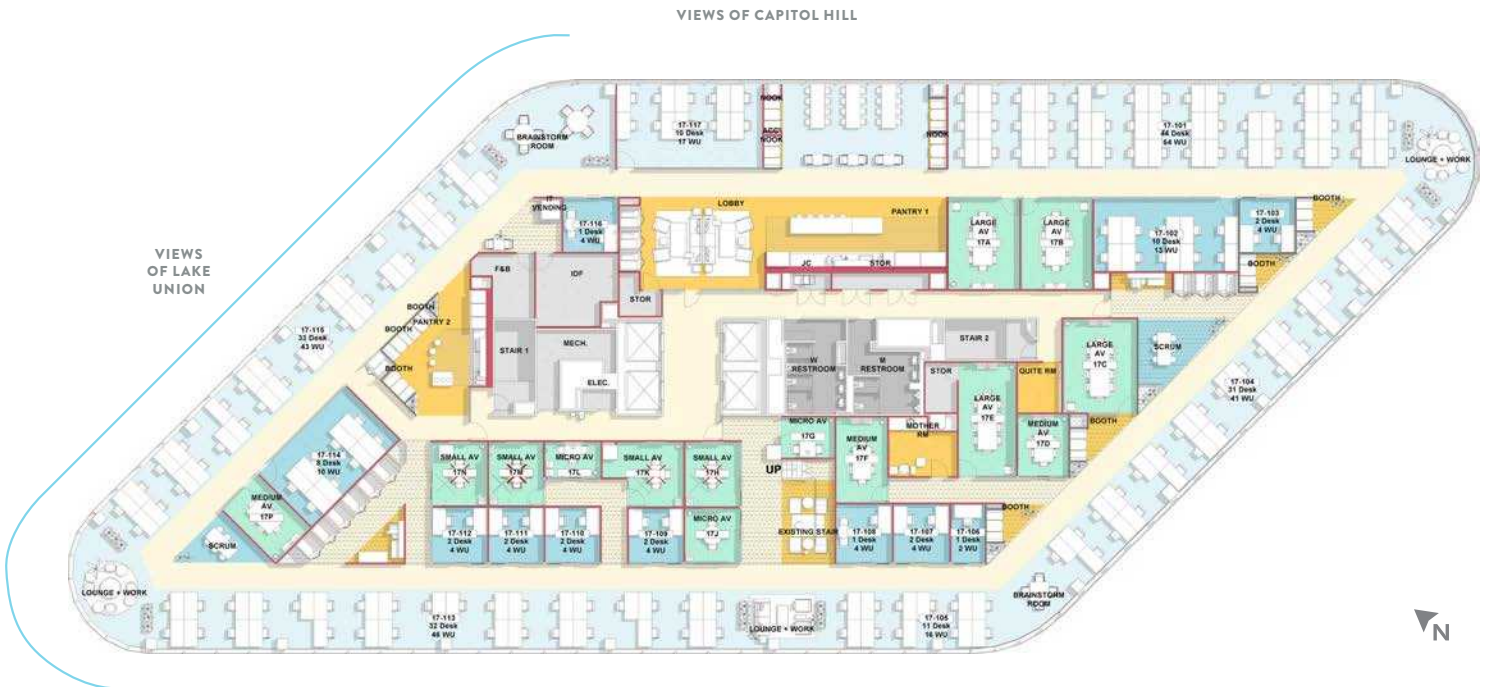 VIEWS OF CAPITOL HILL
VIEWS
OF LAKE
UNION
BRAINSTORM
ROOM
17-117
10 Desk
17 WU
NOOK
NOOK
NOOK
17-101
44 Desk
64 WU
LOUNGE + WORK
IT
VENDING
17-116
1 Desk
4 WU
LOBBY
PANTRY 1
LARGE
AV
17A
LARGE
AV
17B
17-102
10 Desk
13 WU
17-103
2 Desk
4 WU
BOOTH
BOOTH
F&B
IDF
STOR
JC
STOR
BOOTH
PANTRY 2
BOOTH
BOOTH
17-115
33 Desk
43 WU
STAIR 1
MECH.
ELEC.
W
RESTROOM
M
RESTROOM
STAIR 2
STOR
QUITE RM
LARGE
AV
17C
SCRUM
17-104
31 Desk
41 WU
LARGE
AV
17E
MEDIUM
AV
17D
BOOTH
MICRO AV
17G
MEDIUM
AV
17F
MOTHER
RM
17-114
8 Desk
10 WU
SMALL AV
17N
SMALL AV
17M
MICRO AV
17L
SMALL AV
17K
SMALL AV
17H
UP
MEDIUM
AV
17P
SCRUM
17-112
2 Desk
4 WU
17-111
2 Desk
4 WU
17-110
2 Desk
4 WU
17-109
2 Desk
4 WU
MICRO AV
17J
EXISTING STAIR
17-108
1 Desk
4 WU
17-107
2 Desk
4 WU
17-106
1 Desk
2 WU
BOOTH
LOUNGE + WORK
17-113
32 Desk
46 WU
LOUNGE + WORK
17-105
11 Desk
16 WU
BRAINSTORM
ROOM
N